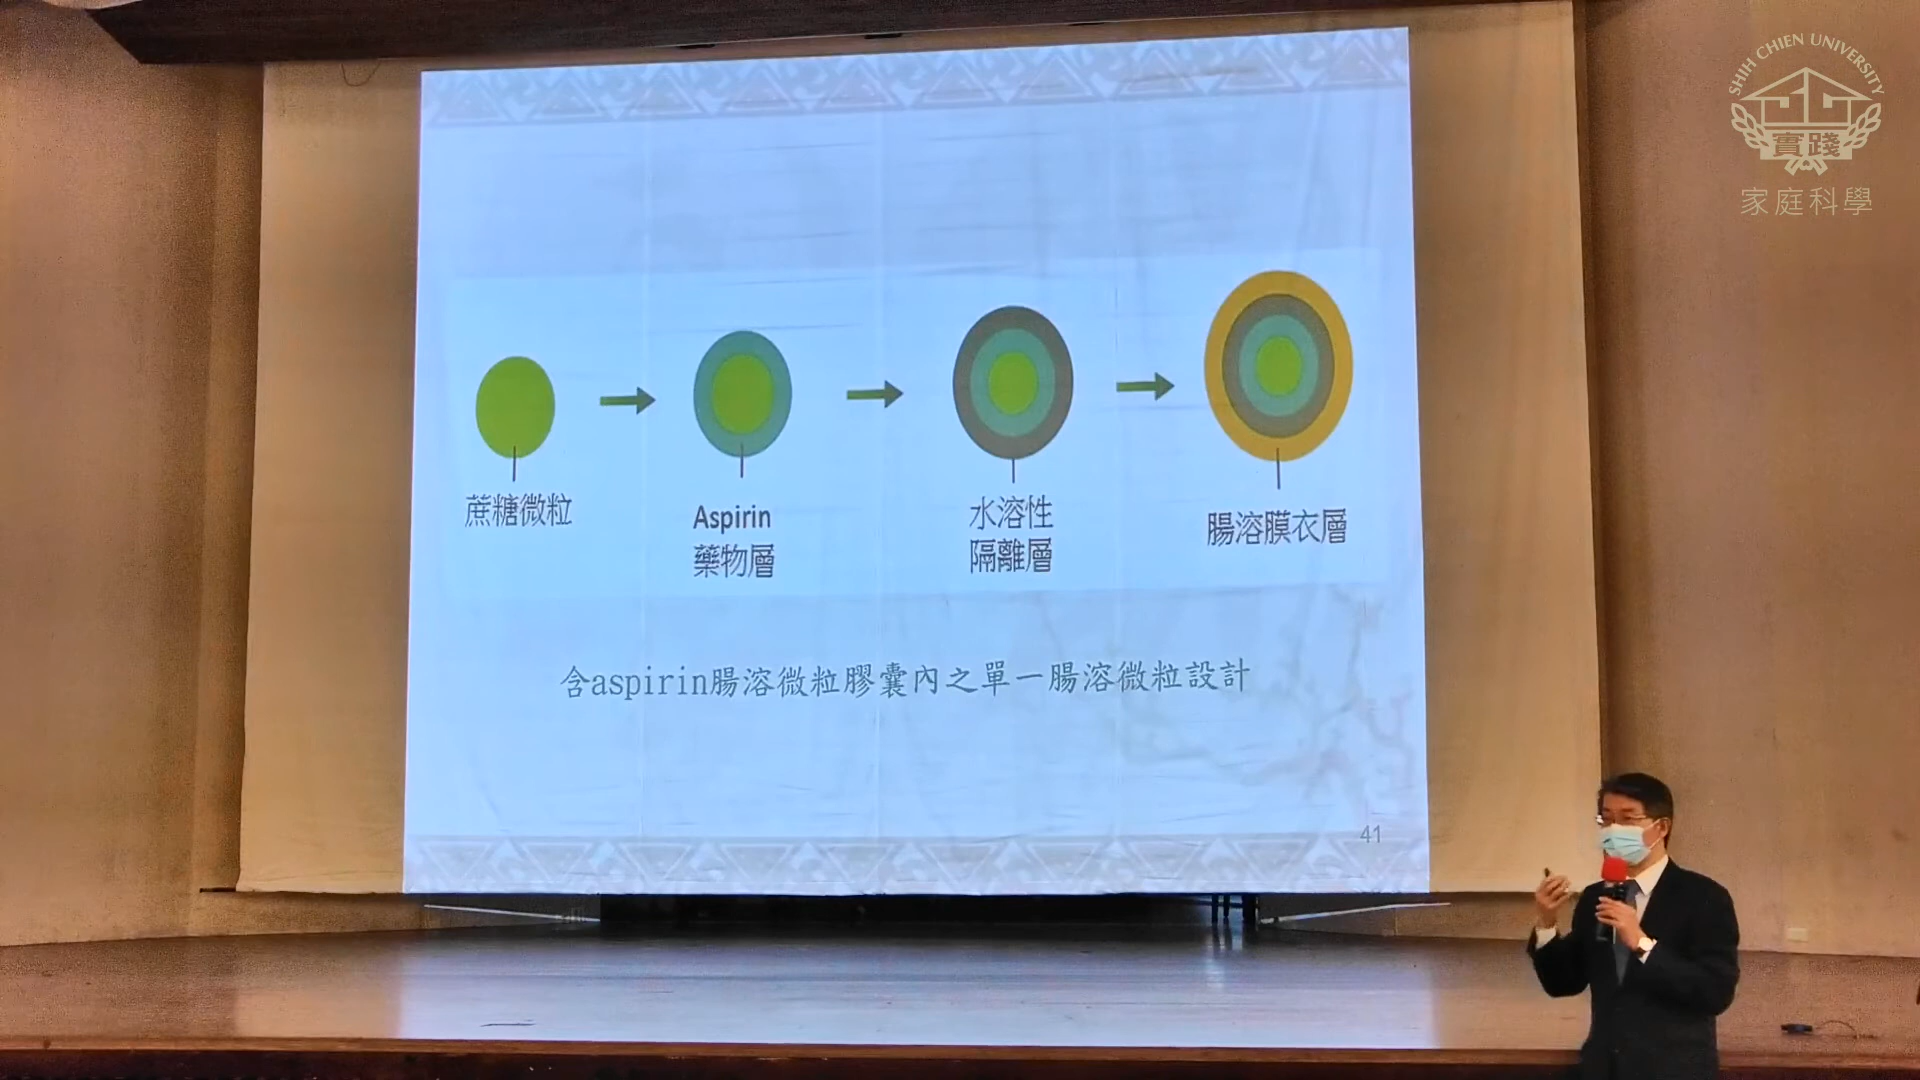 SHIH CHIEN UNIVERSITY
實踐
家庭科學
蔗糖微粒
Aspirin
藥物層
水溶性
隔離層
腸溶膜衣層
含aspirin腸溶微粒膠囊內之單一腸溶微粒設計
41